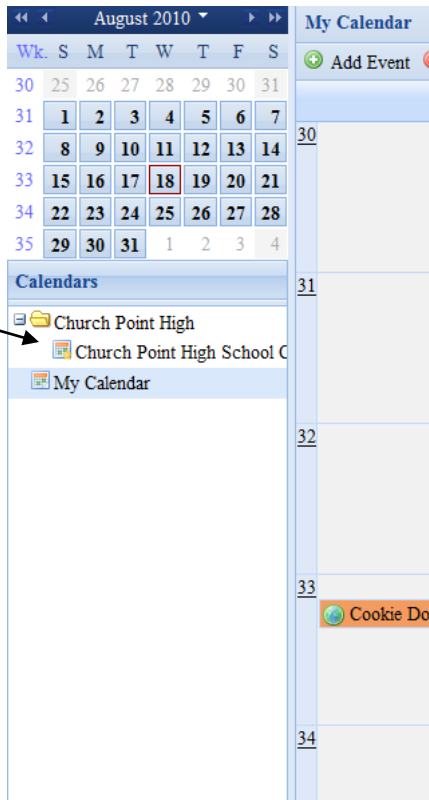 August 2010
Wk. S M T W T F S
30 25 26 27 28 29 30 31
31 1 2 3 4 5 6 7
32 8 9 10 11 12 13 14
33 15 16 17 18 19 20 21
34 22 23 24 25 26 27 28
35 29 30 31 1 2 3 4
Calendars
Church Point High
Church Point High School C
My Calendar
My Calendar
Add Event
30
31
32
33
Cookie Do
34